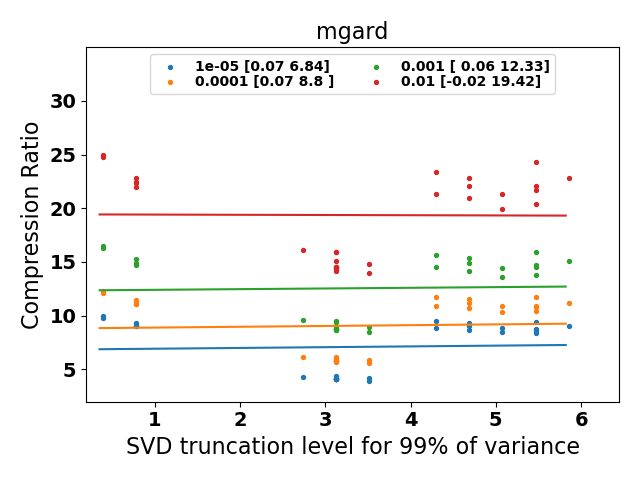 mgard
1e-05 [0.07 6.84]
0.0001 [0.07 8.8 ]
0.001 [ 0.06 12.33]
0.01 [-0.02 19.42]
Compression Ratio
30
25
20
15
10
5
1 2 3 4 5 6
SVD truncation level for 99% of variance